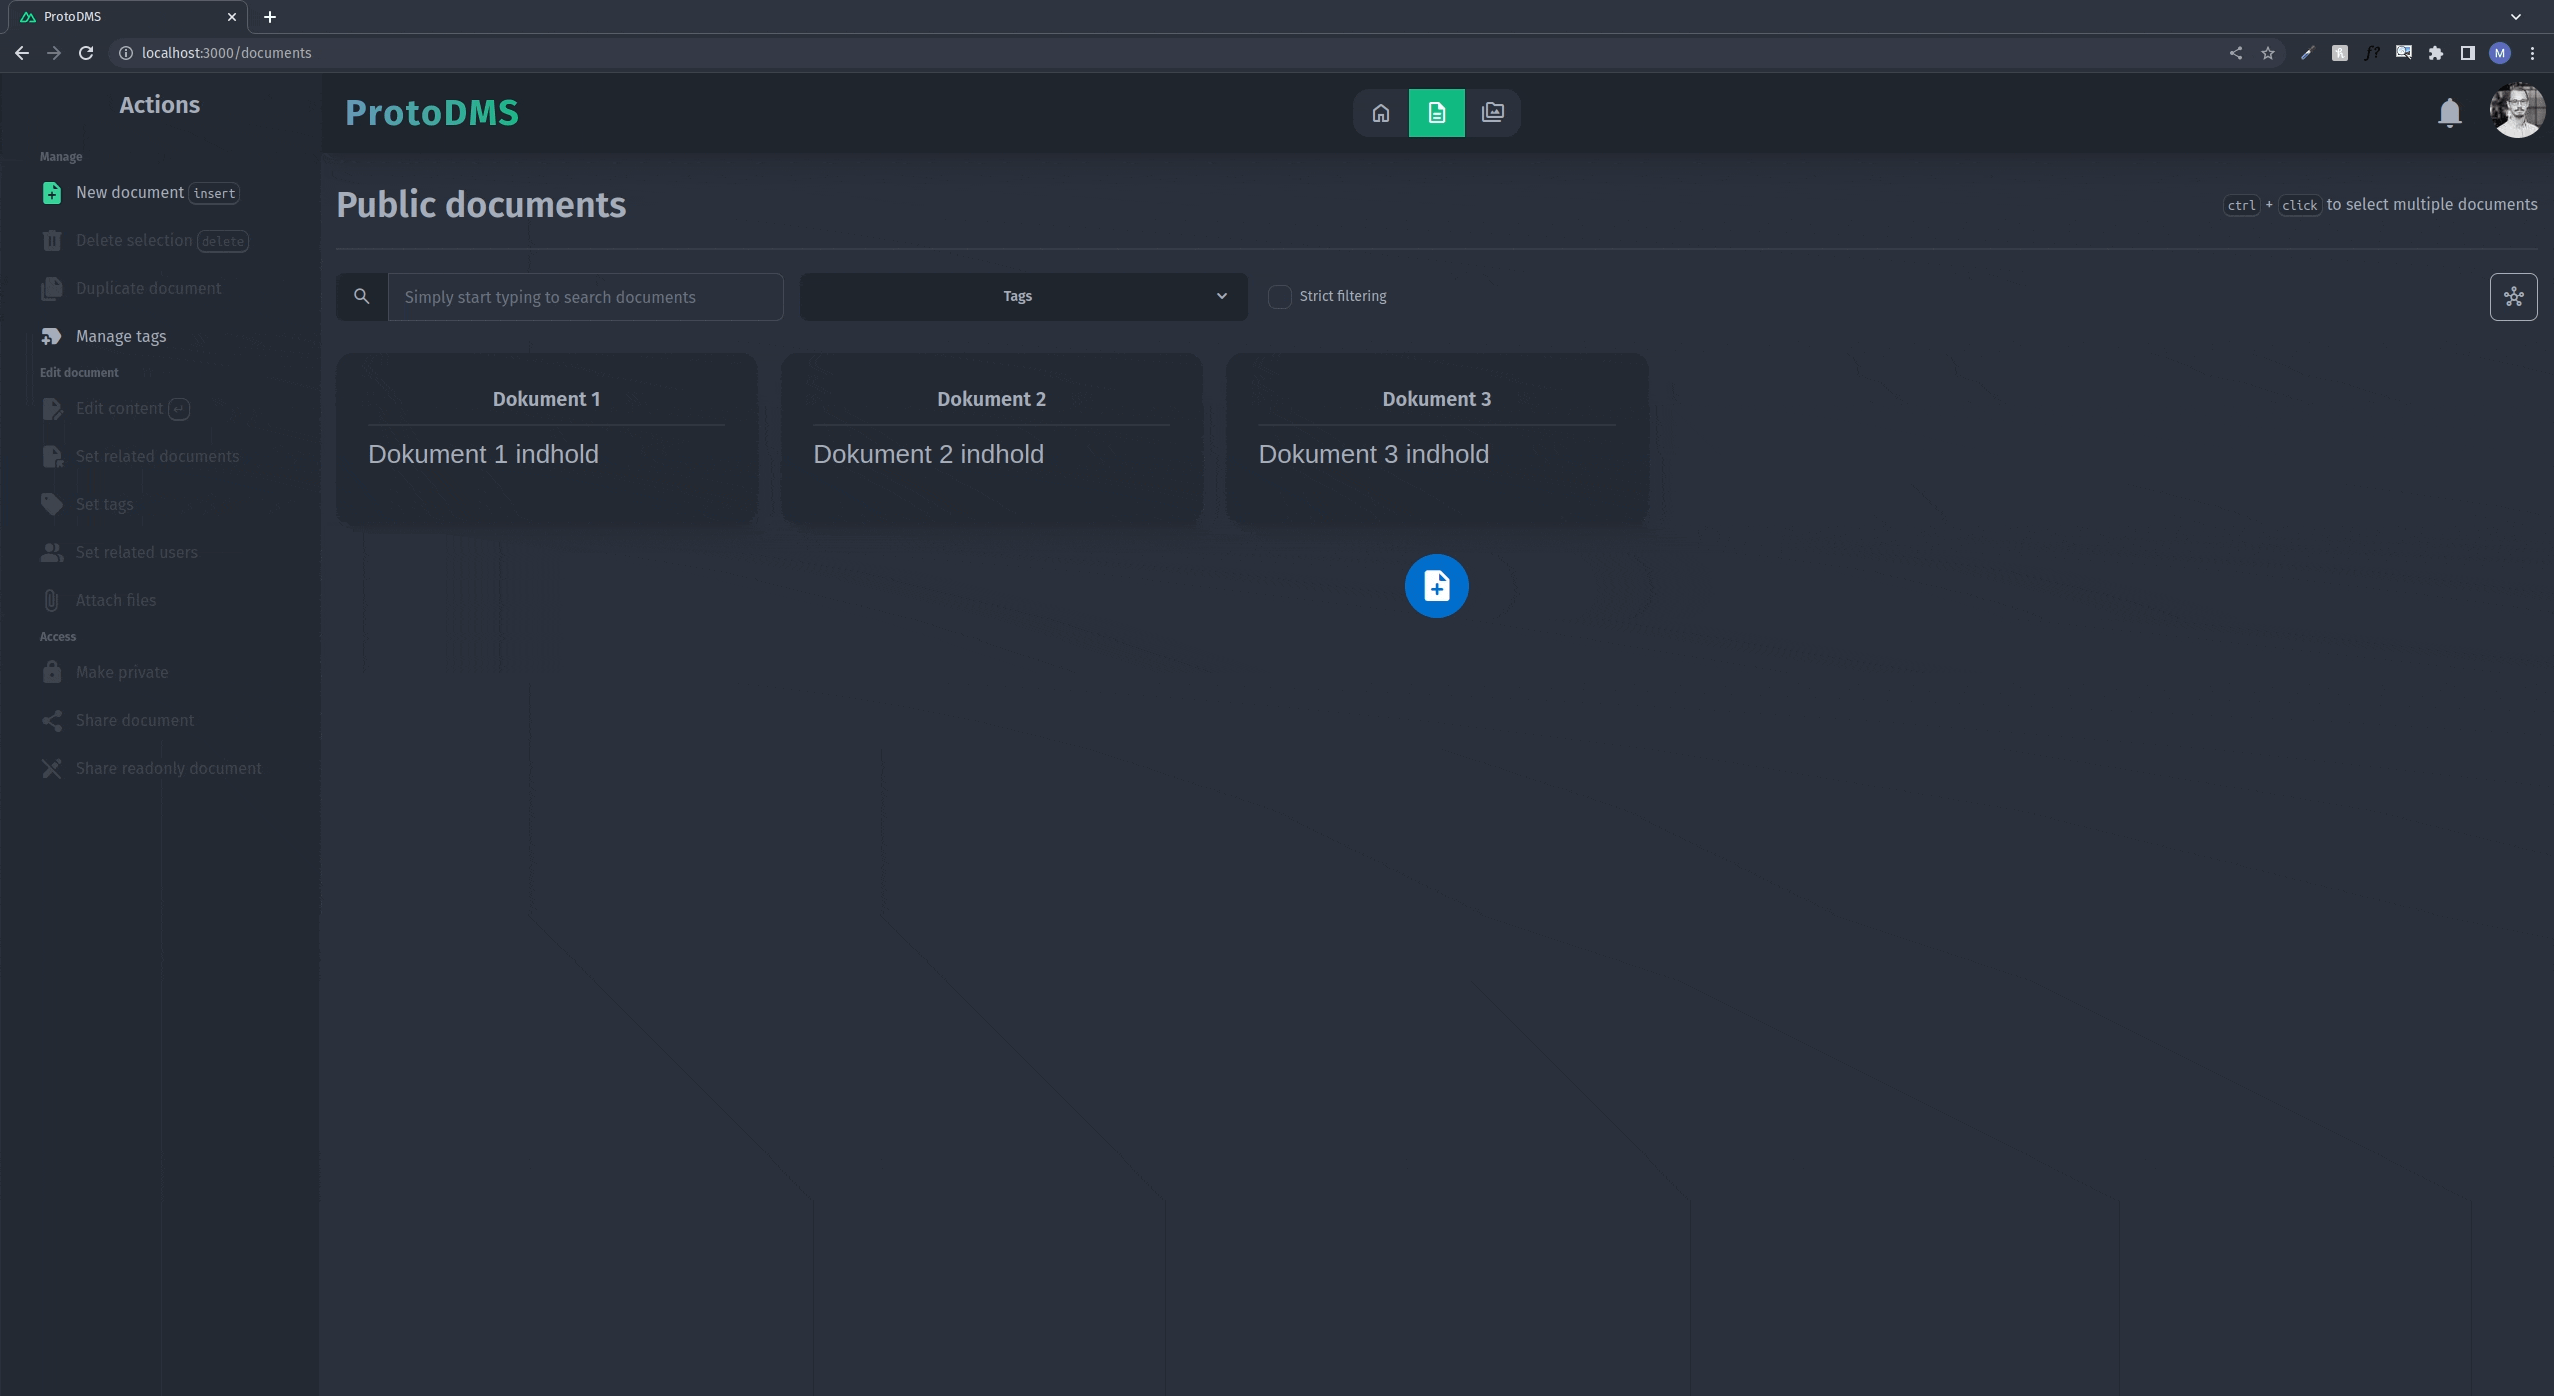 ProtoDMS
localhost:3000/documents
M
Actions
Manage
New document insert
Delete selection delete
Duplicate document
Manage tags
Edit document
Edit content ↵
Set related documents
Set tags
Set related users
Attach files
Access
Make private
Share document
Share readonly document
ProtoDMS
Public documents
ctrl + click to select multiple documents
Simply start typing to search documents
Tags
Strict filtering
Dokument 1
Dokument 1 indhold
Dokument 2
Dokument 2 indhold
Dokument 3
Dokument 3 indhold